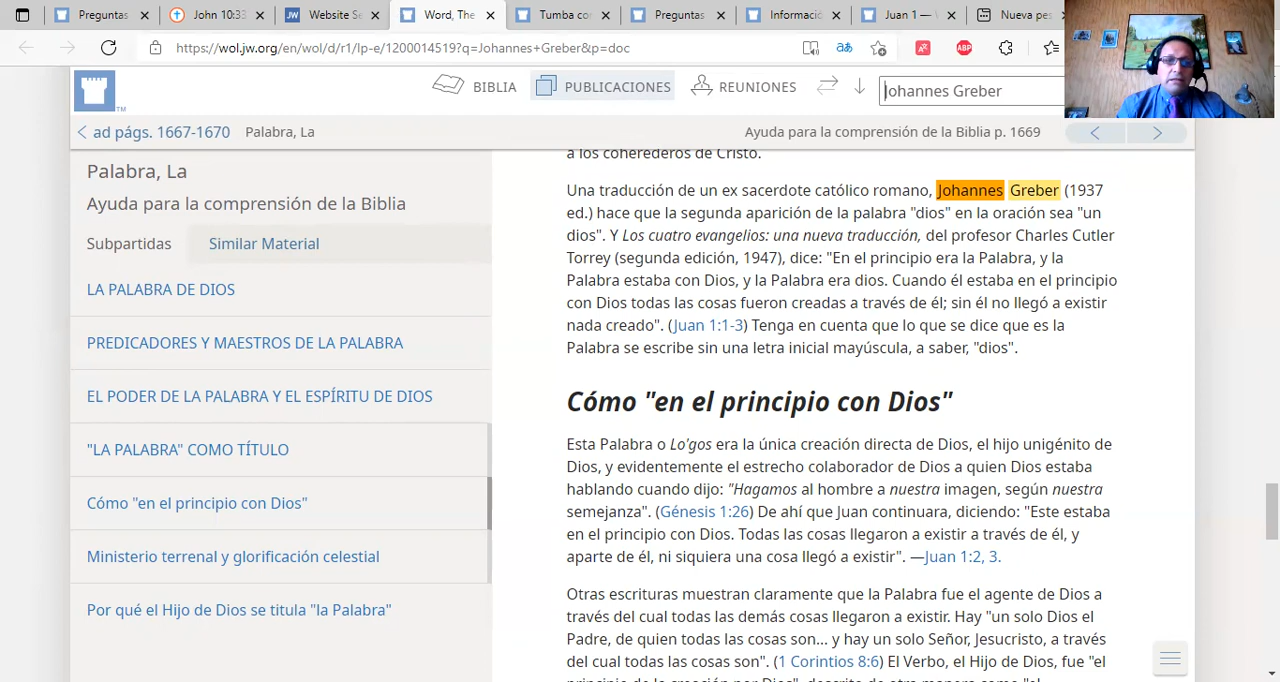 Preguntas
John 10:33
Website Se
Word, The
Tumba co
Preguntas
Informació
Juan 1 —
Nueva pes
https://wol.jw.org/en/wol/d/r1/lp-e/1200014519?q=Johannes+Greber&p=doc
ABP
BIBLIA
PUBLICACIONES
REUNIONES
Johannes Greber
TM
ad págs. 1667-1670
Palabra, La
Ayuda para la comprensión de la Biblia p. 1669
Palabra, La
Ayuda para la comprensión de la Biblia
Subpartidas
Similar Material
LA PALABRA DE DIOS
PREDICADORES Y MAESTROS DE LA PALABRA
EL PODER DE LA PALABRA Y EL ESPÍRITU DE DIOS
"LA PALABRA" COMO TÍTULO
Cómo "en el principio con Dios"
Ministerio terrenal y glorificación celestial
Por qué el Hijo de Dios se titula "la Palabra"
a los coherederos de Cristo.
Una traducción de un ex sacerdote católico romano, Johannes Greber (1937
ed.) hace que la segunda aparición de la palabra "dios" en la oración sea "un
dios". Y Los cuatro evangelios: una nueva traducción, del profesor Charles Cutler
Torrey (segunda edición, 1947), dice: "En el principio era la Palabra, y la
Palabra estaba con Dios, y la Palabra era dios. Cuando él estaba en el principio
con Dios todas las cosas fueron creadas a través de él; sin él no llegó a existir
nada creado". (Juan 1:1-3) Tenga en cuenta que lo que se dice que es la
Palabra se escribe sin una letra inicial mayúscula, a saber, "dios".
Cómo "en el principio con Dios"
Esta Palabra o Lo'gos era la única creación directa de Dios, el hijo unigénito de
Dios, y evidentemente el estrecho colaborador de Dios a quien Dios estaba
hablando cuando dijo: "Hagamos al hombre a nuestra imagen, según nuestra
semejanza". (Génesis 1:26) De ahí que Juan continuara, diciendo: "Este estaba
en el principio con Dios. Todas las cosas llegaron a existir a través de él, y
aparte de él, ni siquiera una cosa llegó a existir". —Juan 1:2, 3.
Otras escrituras muestran claramente que la Palabra fue el agente de Dios a
través del cual todas las demás cosas llegaron a existir. Hay "un solo Dios el
Padre, de quien todas las cosas son... y hay un solo Señor, Jesucristo, a través
del cual todas las cosas son". (1 Corintios 8:6) El Verbo, el Hijo de Dios, fue "el